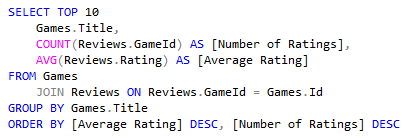 SELECT TOP 10
Games.Title,
COUNT(Reviews.GameId) AS [Number of Ratings],
AVG(Reviews.Rating) AS [Average Rating]
FROM Games
JOIN Reviews ON Reviews.GameId = Games.Id
GROUP BY Games.Title
ORDER BY [Average Rating] DESC, [Number of Ratings] DESC